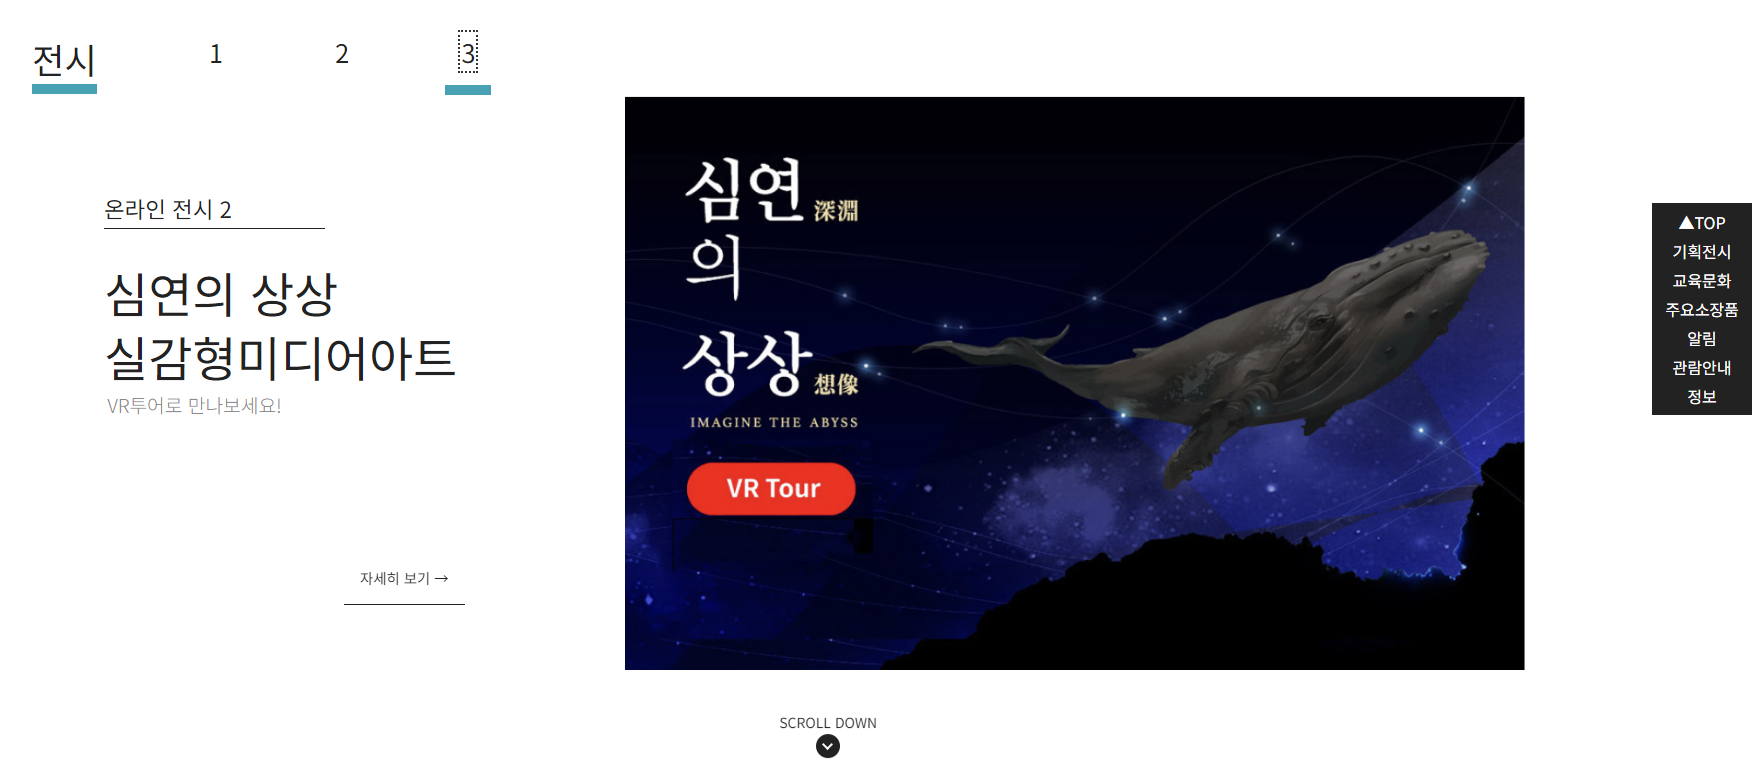 전시
1
2
3
온라인 전시 2
심연의 상상
실감형미디어아트
VR투어로 만나보세요!
자세히 보기 →
심연 深淵
의
상상 想像
IMAGINE THE ABYSS
VR Tour
▲TOP
기획전시
교육문화
주요소장품
알림
관람안내
정보
SCROLL DOWN